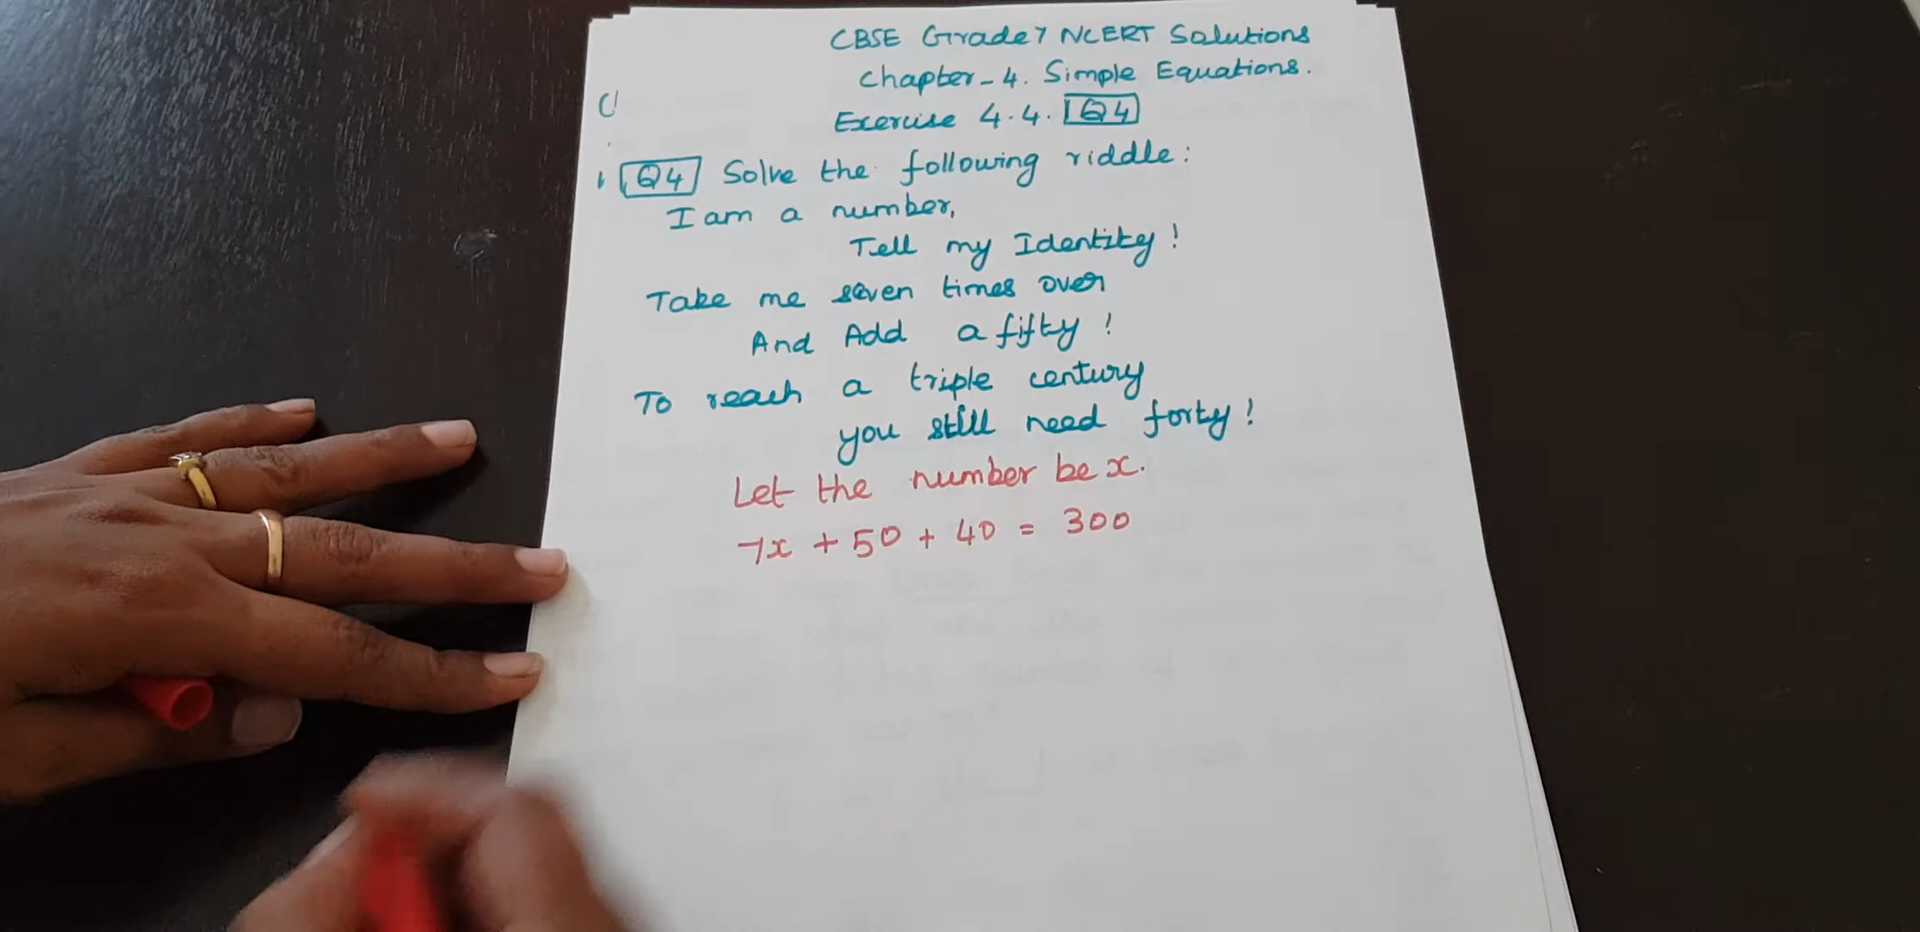 CBSE Grade 7 NCERT Solutions
Chapter-4. Simple Equations.
Exercise 4.4. Q4
Q4 Solve the following riddle:
I am a number,
Tell my Identity!
Take me seven times over
And Add a fifty!
To reach a triple century
you still need forty!
Let the number be x.
7x + 50 + 40 = 300